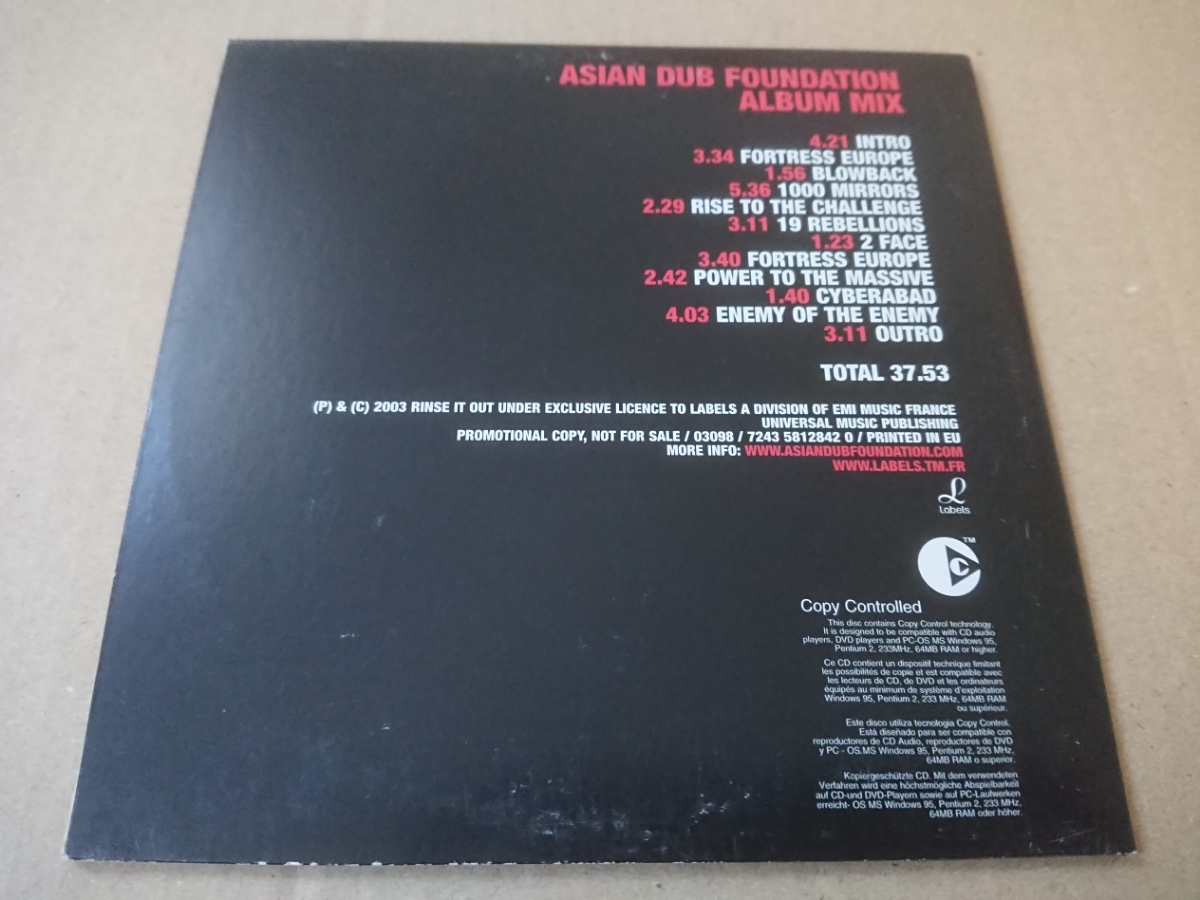 ASIAN DUB FOUNDATION
ALBUM MIX
4.21 INTRO
3.34 FORTRESS EUROPE
1.56 BLOWBACK
5.36 1000 MIRRORS
2.29 RISE TO THE CHALLENGE
3.11 19 REBELLIONS
1.23 2 FACE
3.40 FORTRESS EUROPE
2.42 POWER TO THE MASSIVE
1.40 CYBERABAD
4.03 ENEMY OF THE ENEMY
3.11 OUTRO
TOTAL 37.53
(P) & (C) 2003 RINSE IT OUT UNDER EXCLUSIVE LICENCE TO LABELS A DIVISION OF EMI MUSIC FRANCE
UNIVERSAL MUSIC PUBLISHING
PROMOTIONAL COPY, NOT FOR SALE / 03098 / 7243 5812842 0 / PRINTED IN EU
MORE INFO: WWW.ASIANDUBFOUNDATION.COM
WWW.LABELS.TM.FR
L
Labels
TM
C
Copy Controlled
This disc contains Copy Control technology.
It is designed to be compatible with CD audio
players, DVD players and PC-OS MS Windows 95,
Pentium 2, 233MHz, 64MB RAM or higher.
Ce CD contient un dispositif technique limitant
les possibilités de copie et est compatible avec
les lecteurs de CD, de DVD et les ordinateurs
équipés au minimum de système d'exploitation
Windows 95, Pentium 2, 233 MHz, 64MB RAM
ou supérieur.
Este disco utiliza tecnologia Copy Control.
Está diseñado para ser compatible con
reproductores de CD Audio, reproductores de DVD
y PC - OS.MS Windows 95, Pentium 2, 233 MHz,
64MB RAM o superior.
Kopiergeschützte CD. Mit dem verwendeten
Verfahren wird eine höchstmögliche Abspielbarkeit
auf CD-und DVD-Playern sowie auf PC-Laufwerken
erreicht- OS MS Windows 95, Pentium 2, 233 MHz,
64MB RAM oder höher.